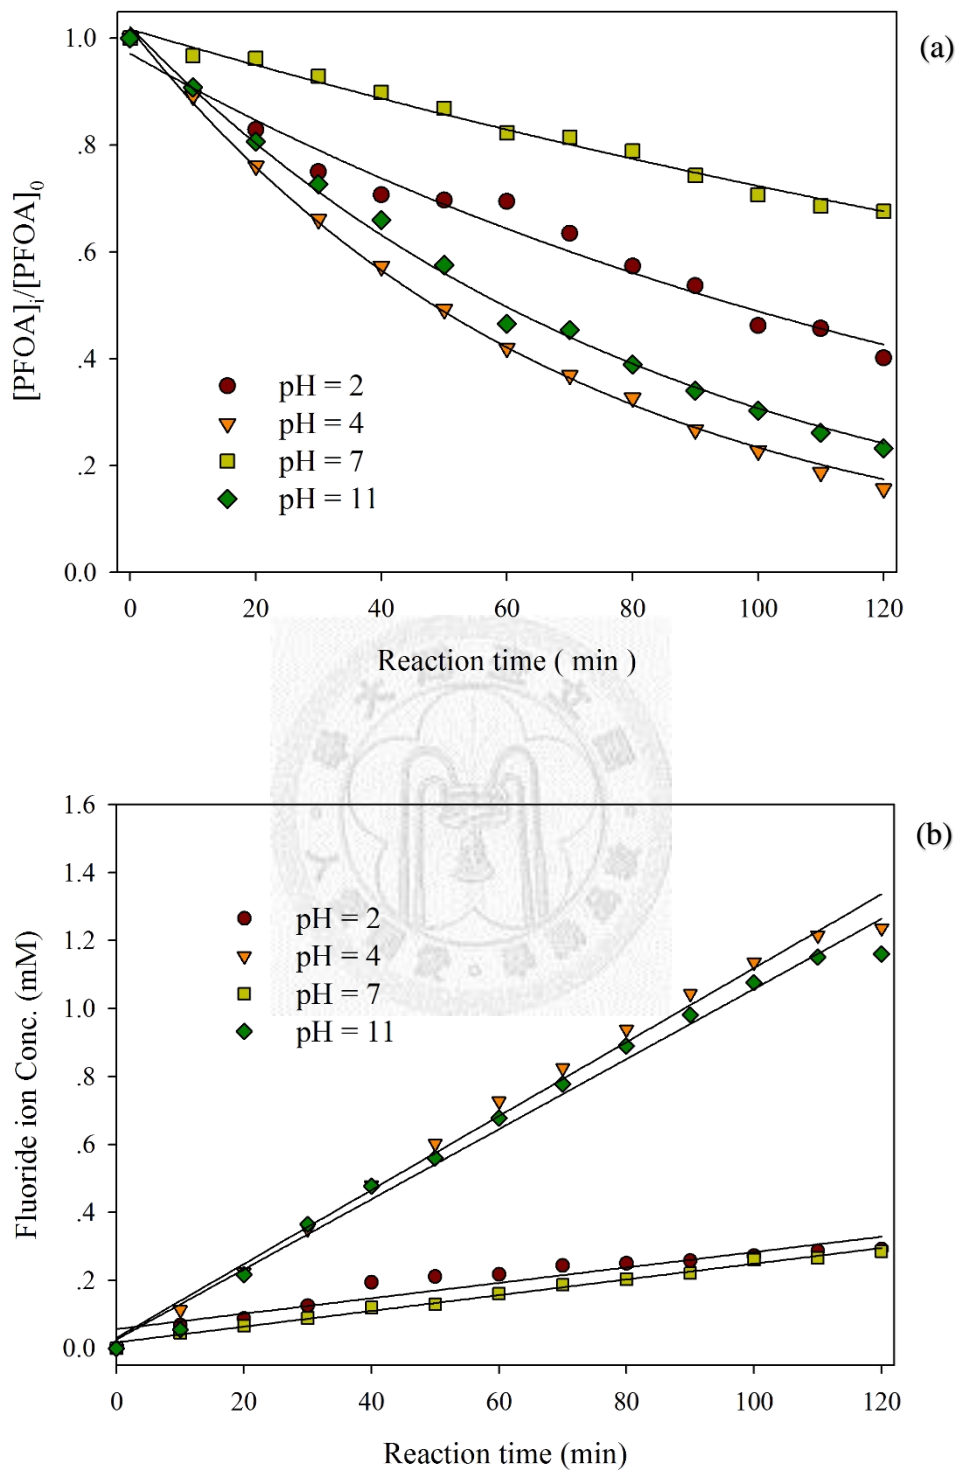 (a)
1.0
.8
.6
.4
.2
0.0
[PFOA]i/[PFOA]0
pH = 2
pH = 4
pH = 7
pH = 11
0 20 40 60 80 100 120
Reaction time ( min )
(b)
1.6
1.4
1.2
1.0
.8
.6
.4
.2
0.0
Fluoride ion Conc. (mM)
pH = 2
pH = 4
pH = 7
pH = 11
0 20 40 60 80 100 120
Reaction time (min)